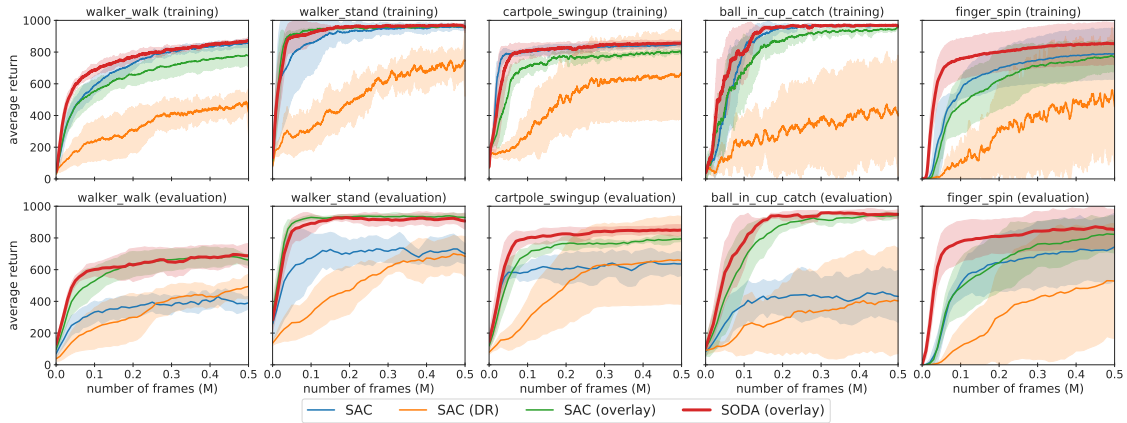 walker_walk (training) walker_stand (training) cartpole_swingup (training) ball_in_cup_catch (training) finger_spin (training)
average return
1000
800
600
400
200
0
walker_walk (evaluation) walker_stand (evaluation) cartpole_swingup (evaluation) ball_in_cup_catch (evaluation) finger_spin (evaluation)
average return
1000
800
600
400
200
0
0.0 0.1 0.2 0.3 0.4 0.5 0.0 0.1 0.2 0.3 0.4 0.5 0.0 0.1 0.2 0.3 0.4 0.5 0.0 0.1 0.2 0.3 0.4 0.5 0.0 0.1 0.2 0.3 0.4 0.5
number of frames (M) number of frames (M) number of frames (M) number of frames (M) number of frames (M)
SAC SAC (DR) SAC (overlay) SODA (overlay)